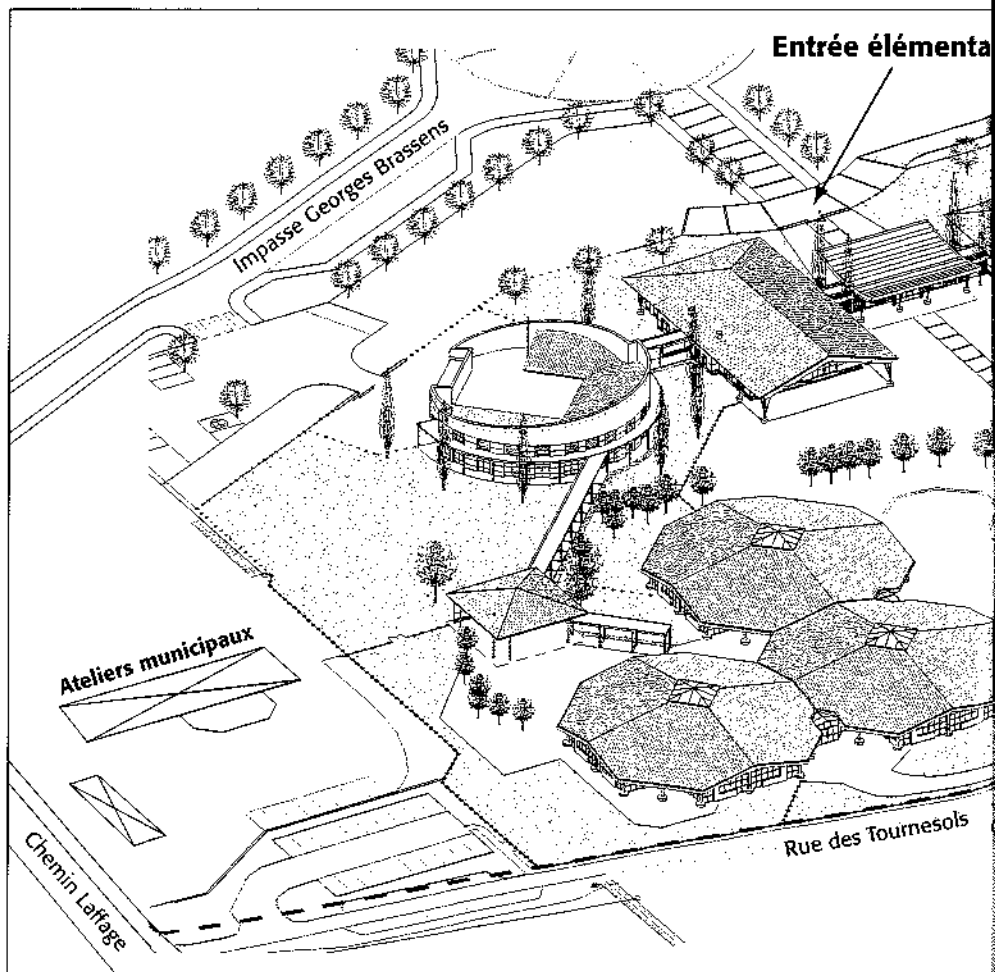 Entrée élémenta
Impasse Georges Brassens
Ateliers municipaux
Rue des Tournesols
Chemin Laffage